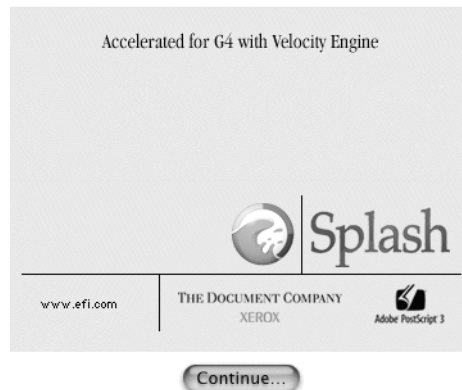 Accelerated for G4 with Velocity Engine
Splash
www.efi.com
THE DOCUMENT COMPANY
XEROX
Adobe PostScript 3
Continue...